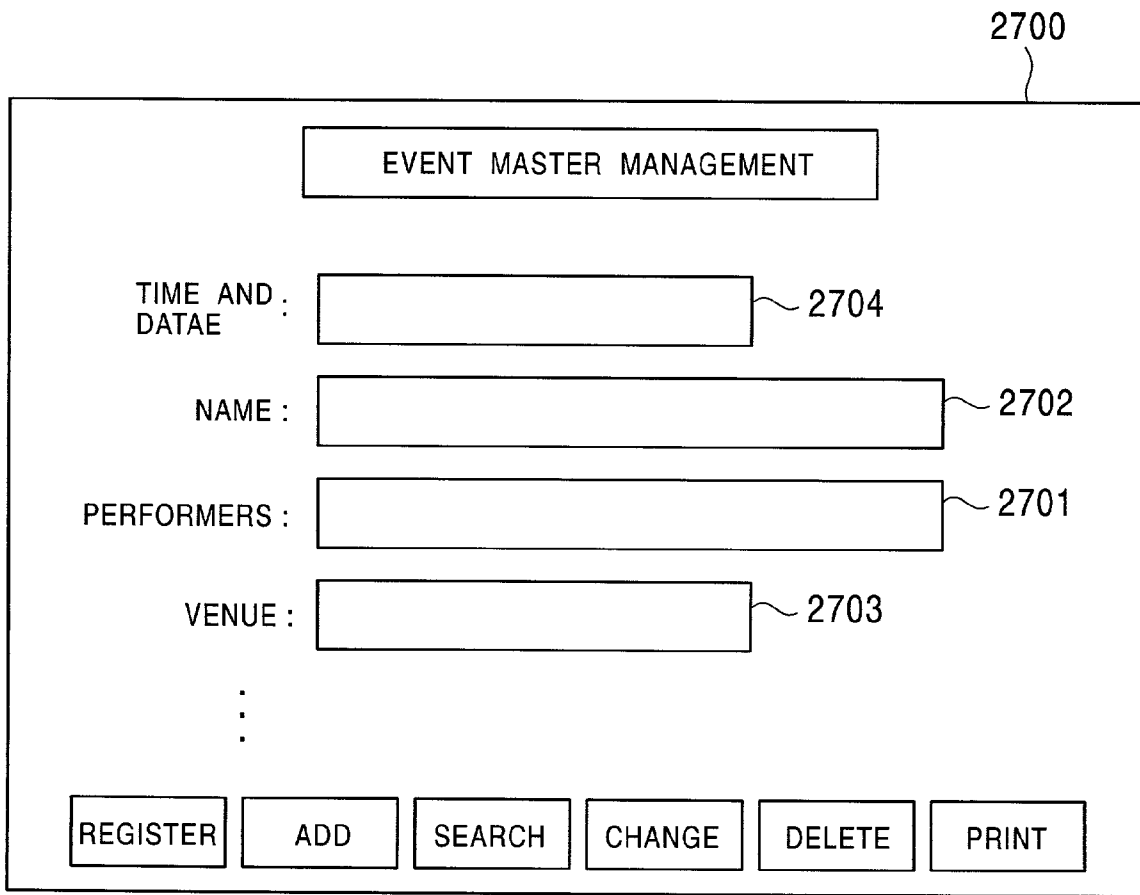 2700
EVENT MASTER MANAGEMENT
TIME AND :
DATAE
2704
NAME :
2702
PERFORMERS :
2701
VENUE :
2703
REGISTER
ADD
SEARCH
CHANGE
DELETE
PRINT